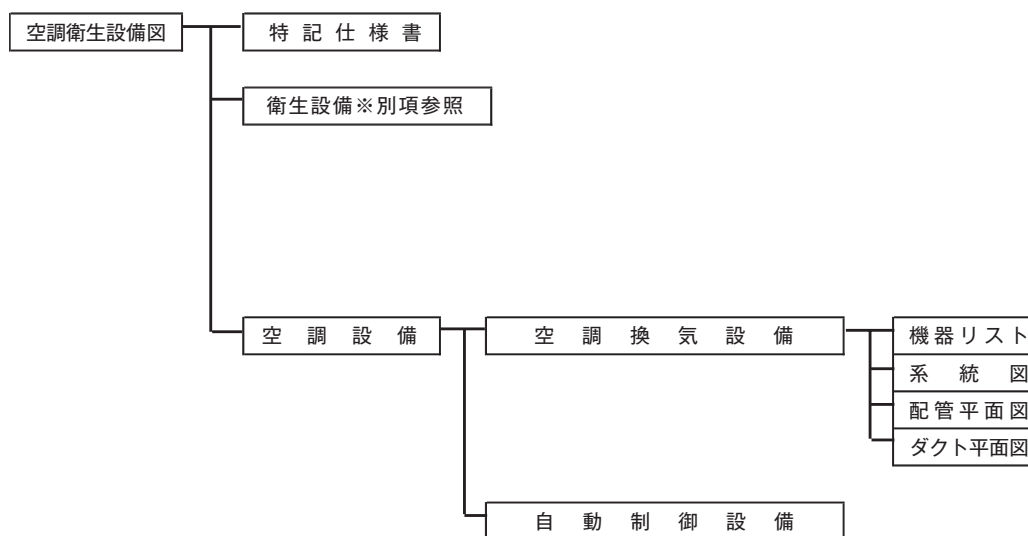 空調衛生設備図
特記仕様書
衛生設備※別項参照
空調設備
空調換気設備
機器リスト
系統図
配管平面図
ダクト平面図
自動制御設備